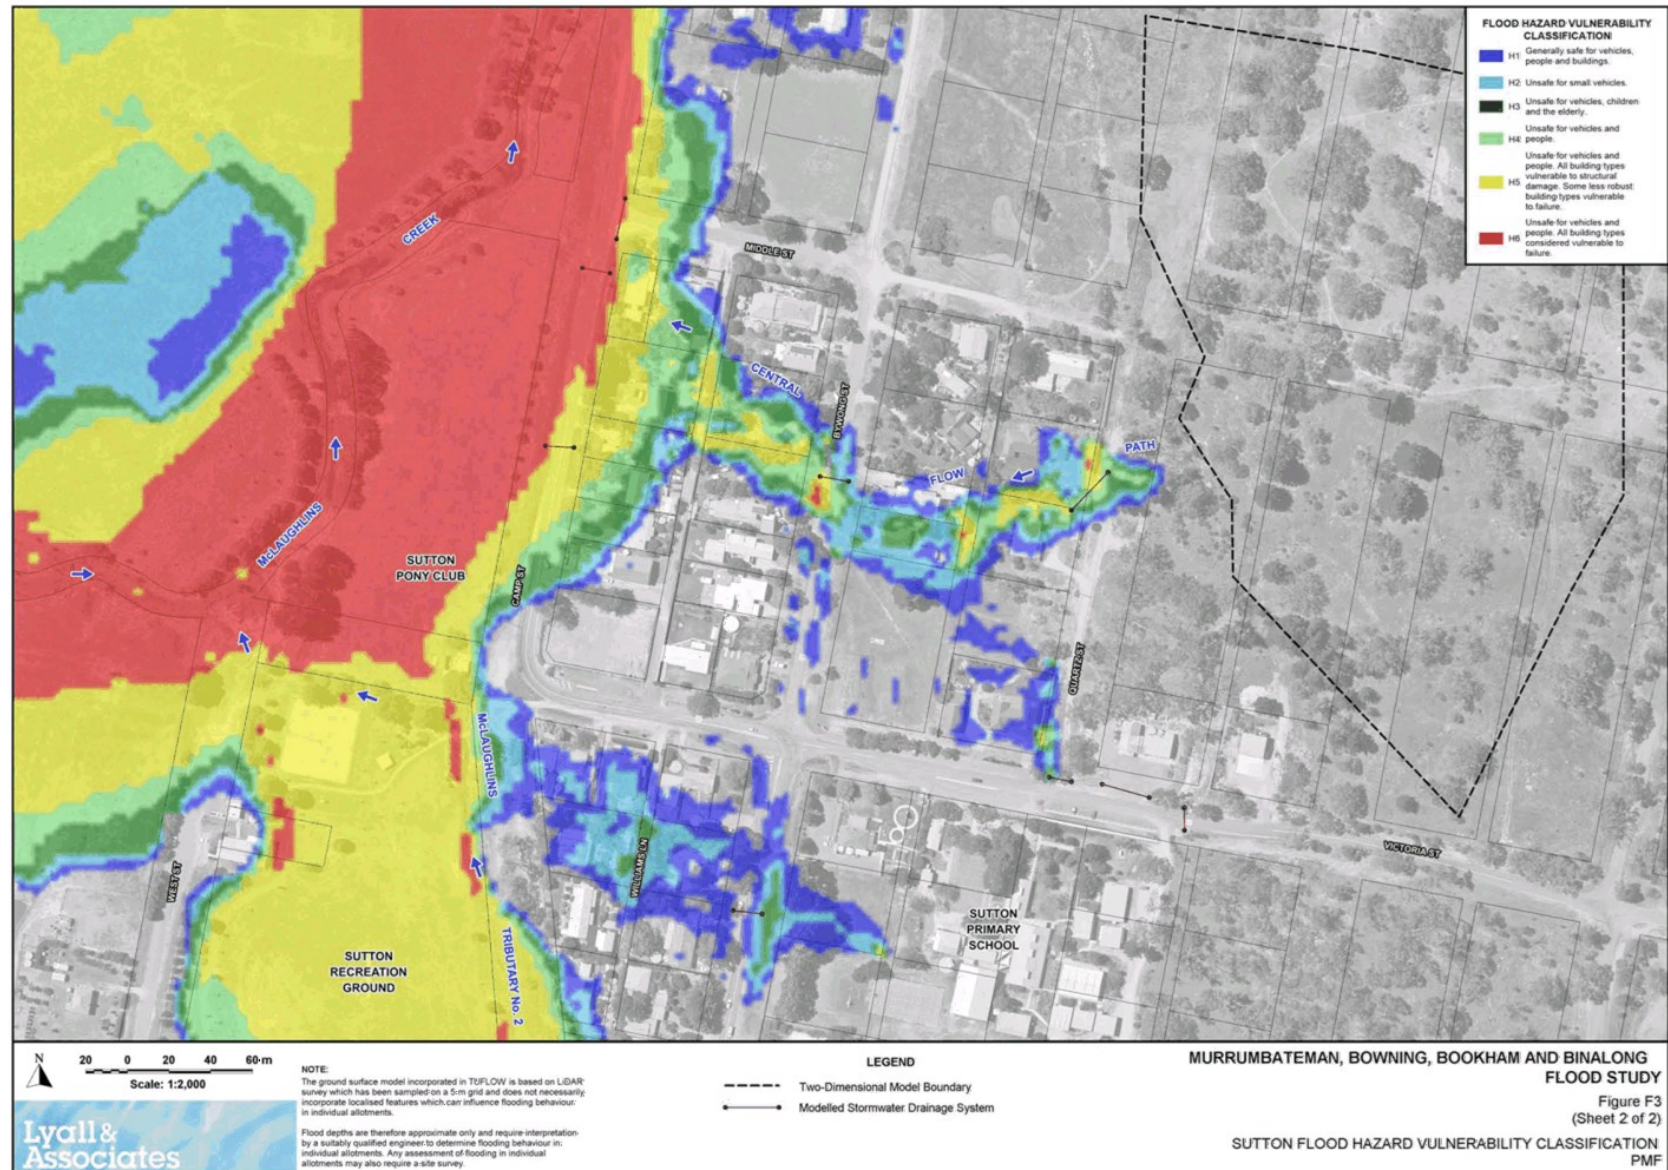 FLOOD HAZARD VULNERABILITY
CLASSIFICATION
H1 Generally safe for vehicles,
people and buildings.
H2 Unsafe for small vehicles.
H3 Unsafe for vehicles, children
and the elderly.
H4 Unsafe for vehicles and
people.
H5 Unsafe for vehicles and
people. All building types
vulnerable to structural
damage. Some less robust
building types vulnerable
to failure.
H6 Unsafe for vehicles and
people. All building types
considered vulnerable to
failure.
CREEK
MIDDLE ST
CENTRAL
BYWONG ST
FLOW
PATH
McLAUGHLINS
SUTTON
PONY CLUB
CAMP ST
QUARTZ ST
McLAUGHLINS
WILLIAMS LN
VICTORIA ST
WEST ST
SUTTON
PRIMARY
SCHOOL
SUTTON
RECREATION
GROUND
TRIBUTARY No. 2
N
20 0 20 40 60 m
Scale: 1:2,000
NOTE:
The ground surface model incorporated in TUFLOW is based on LiDAR
survey which has been sampled on a 5 m grid and does not necessarily
incorporate localised features which can influence flooding behaviour
in individual allotments.
Flood depths are therefore approximate only and require interpretation
by a suitably qualified engineer to determine flooding behaviour in
individual allotments. Any assessment of flooding in individual
allotments may also require a site survey.
Lyall &
Associates
LEGEND
Two-Dimensional Model Boundary
Modelled Stormwater Drainage System
MURRUMBATEMAN, BOWNING, BOOKHAM AND BINALONG
FLOOD STUDY
Figure F3
(Sheet 2 of 2)
SUTTON FLOOD HAZARD VULNERABILITY CLASSIFICATION
PMF